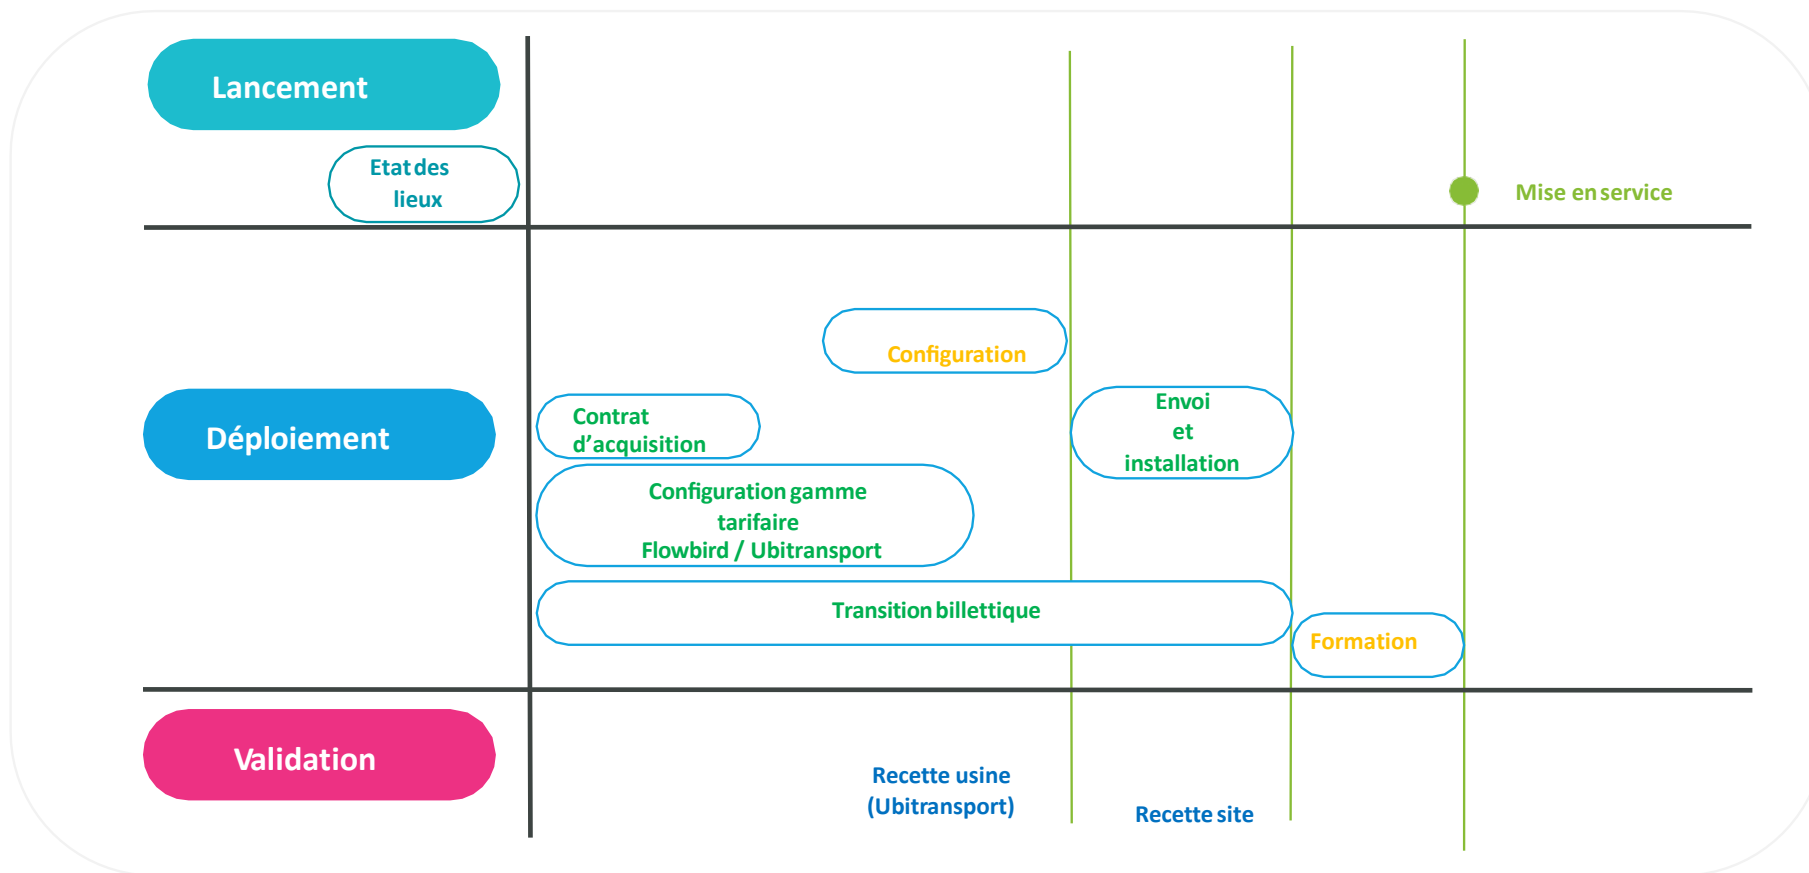 Lancement
Etat des
lieux
Mise en service
Configuration
Déploiement
Contrat
d’acquisition
Envoi
et
installation
Configuration gamme
tarifaire
Flowbird / Ubitransport
Transition billettique
Formation
Validation
Recette usine
(Ubitransport)
Recette site